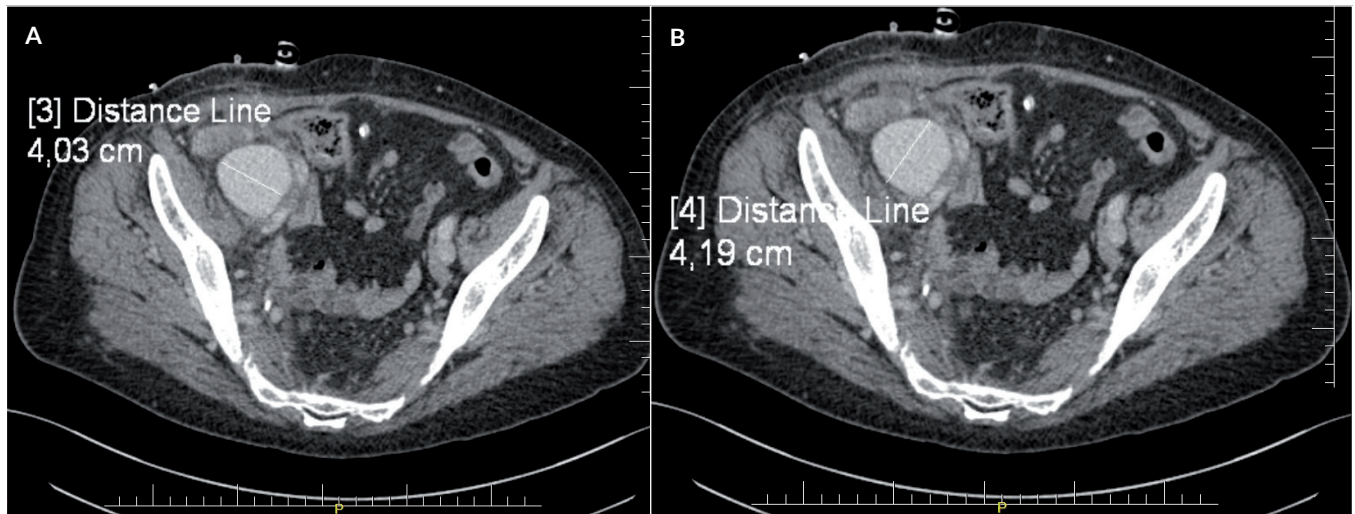 A
[3] Distance Line
4,03 cm
P
B
[4] Distance Line
4,19 cm
P